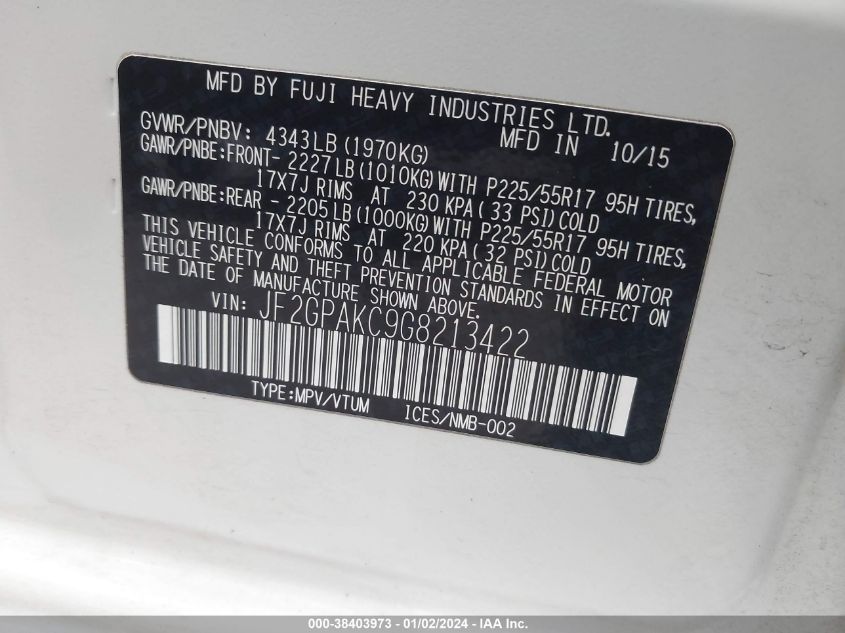 MFD BY FUJI HEAVY INDUSTRIES LTD.
GVWR/PNBV: 4343LB(1970KG) MFD IN 10/15
GAWR/PNBE:FRONT- 2227LB(1010KG)WITH P225/55R17 95H TIRES,
17X7J RIMS AT 230 KPA( 33 PSI)COLD
GAWR/PNBE:REAR - 2205LB(1000KG)WITH P225/55R17 95H TIRES,
17X7J RIMS AT 220 KPA(32 PSI)COLD
THIS VEHICLE CONFORMS TO ALL APPLICABLE FEDERAL MOTOR
VEHICLE SAFETY AND THEFT PREVENTION STANDARDS IN EFFECT ON
THE DATE OF MANUFACTURE SHOWN ABOVE.
VIN: JF2GPAKC9G8213422
TYPE:MPV/VTUM ICES/NMB-002
000-38403973 - 01/02/2024 - IAA Inc.